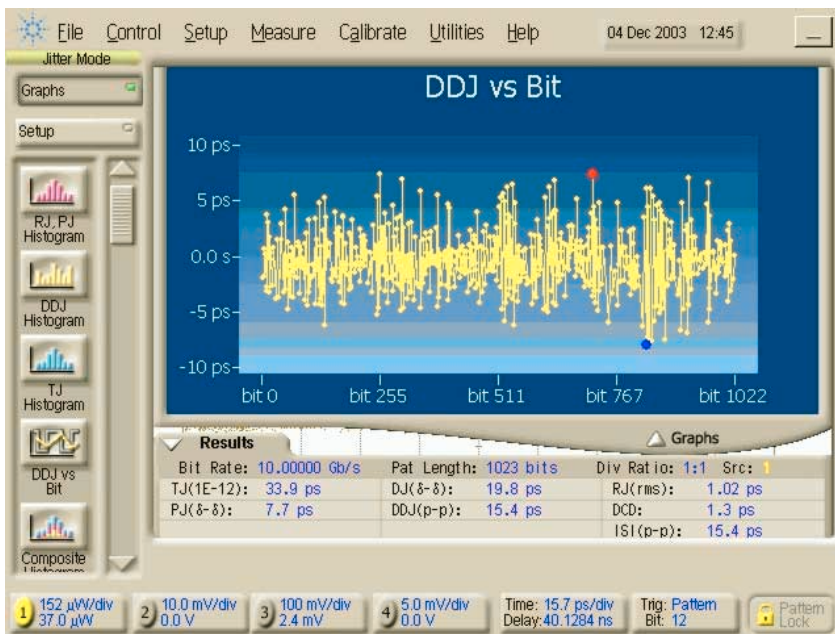 File Control Setup Measure Calibrate Utilities Help 04 Dec 2003 12:45
Jitter Mode
Graphs
Setup
RJ, PJ
Histogram
DDJ
Histogram
TJ
Histogram
DDJ vs
Bit
Composite
DDJ vs Bit
10 ps
5 ps
0.0 s
-5 ps
-10 ps
bit 0 bit 255 bit 511 bit 767 bit 1022
Results
Graphs
Bit Rate: 10.00000 Gb/s Pat Length: 1023 bits Div Ratio: 1:1 Src: 1
TJ(1E-12): 33.9 ps DJ(δ-δ): 19.8 ps RJ(rms): 1.02 ps
PJ(δ-δ): 7.7 ps DDJ(p-p): 15.4 ps DCD: 1.3 ps
ISI(p-p): 15.4 ps
1 152 µW/div
37.0 µW
2 10.0 mV/div
0.0 V
3 100 mV/div
2.4 mV
4 5.0 mV/div
0.0 V
Time: 15.7 ps/div
Delay:40.1284 ns
Trig: Pattern
Bit: 12
Pattern
Lock